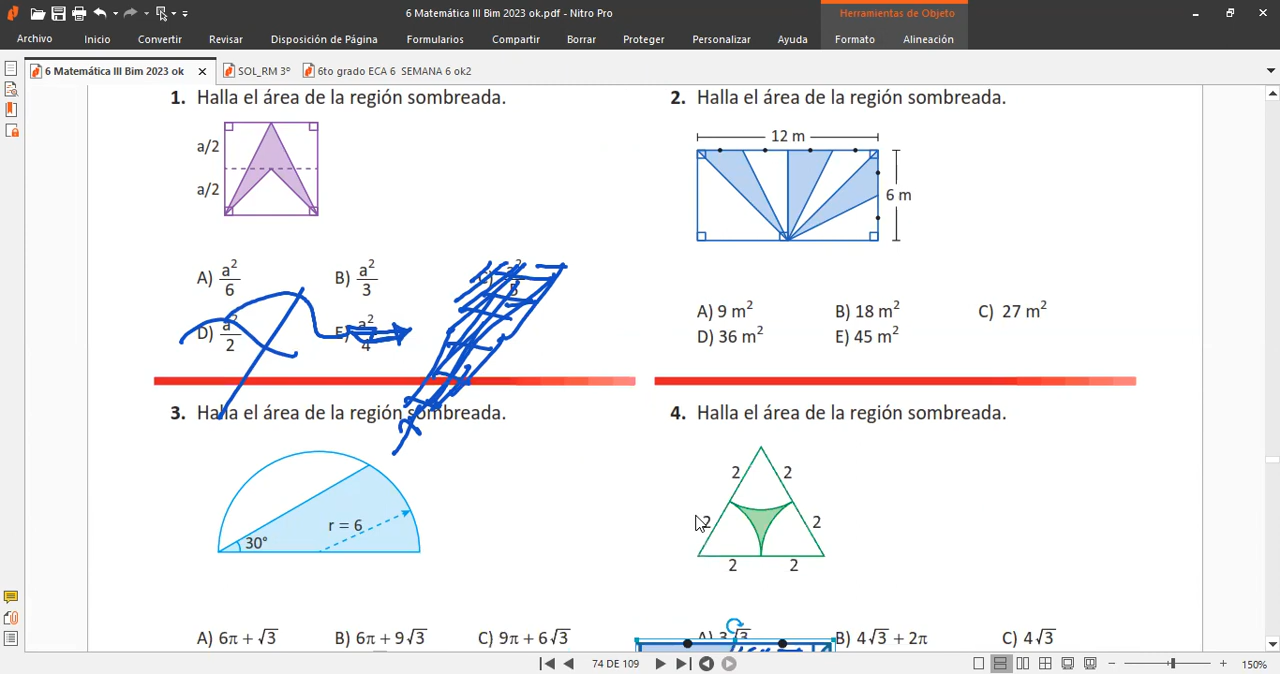 6 Matemática III Bim 2023 ok.pdf - Nitro Pro
Herramientas de Objeto
Archivo Inicio Convertir Revisar Disposición de Página Formularios Compartir Borrar Proteger Personalizar Ayuda Formato Alineación
6 Matemática III Bim 2023 ok x SOL_RM 3° 6to grado ECA 6 SEMANA 6 ok2
1. Halla el área de la región sombreada.
a/2
a/2
A) a²/6 B) a²/3
D) a²/2 E) a²/4
2. Halla el área de la región sombreada.
12 m
6 m
A) 9 m² B) 18 m² C) 27 m²
D) 36 m² E) 45 m²
3. Halla el área de la región sombreada.
r = 6
30°
A) 6π + √3 B) 6π + 9√3 C) 9π + 6√3
4. Halla el área de la región sombreada.
2 2
2 2
2 2
A) 3√3 B) 4√3 + 2π C) 4√3
74 DE 109
150%